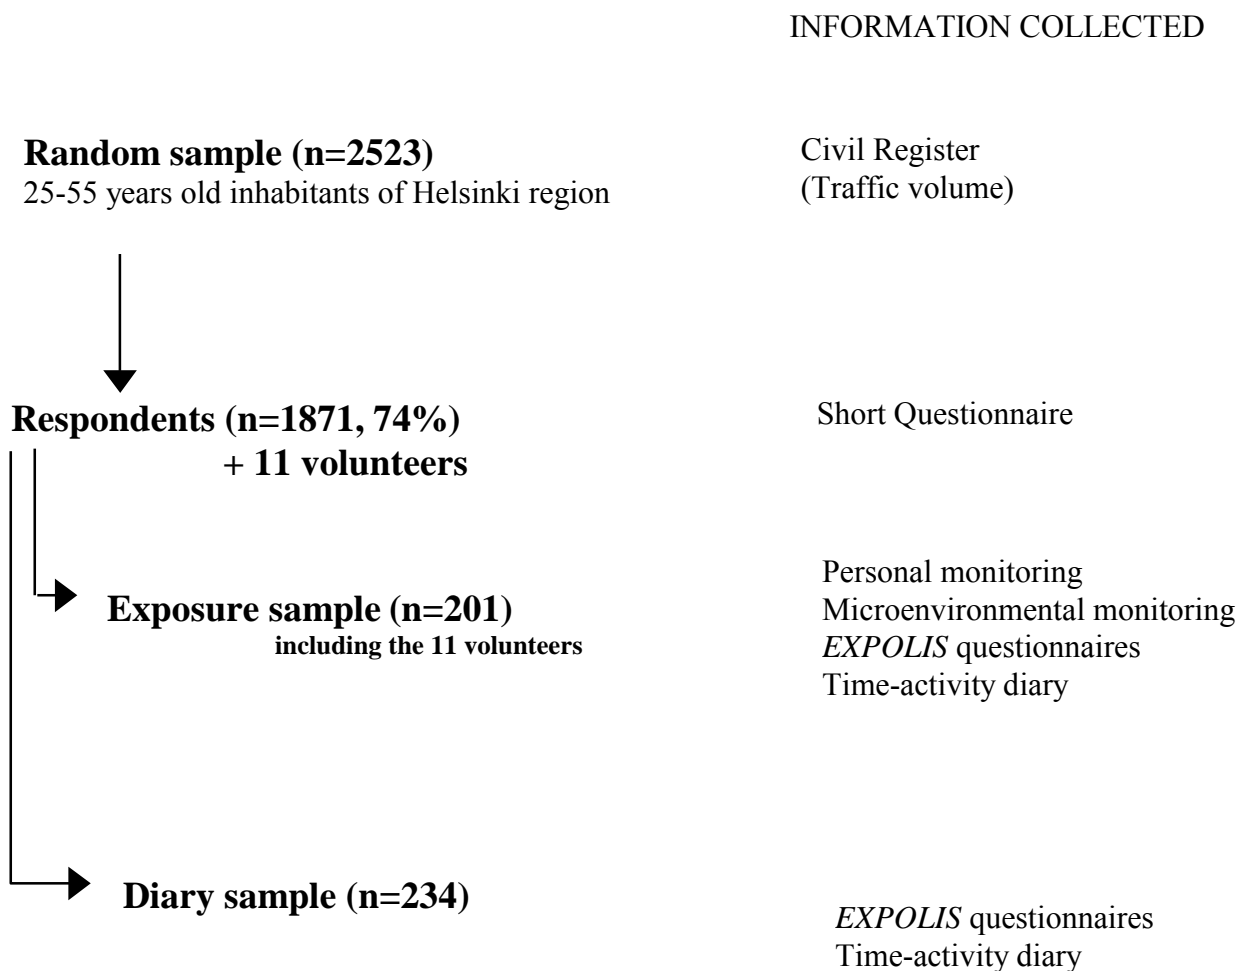 INFORMATION COLLECTED
Random sample (n=2523)
25-55 years old inhabitants of Helsinki region
Civil Register
(Traffic volume)
Respondents (n=1871, 74%)
+ 11 volunteers
Short Questionnaire
Exposure sample (n=201)
including the 11 volunteers
Personal monitoring
Microenvironmental monitoring
EXPOLIS questionnaires
Time-activity diary
Diary sample (n=234)
EXPOLIS questionnaires
Time-activity diary